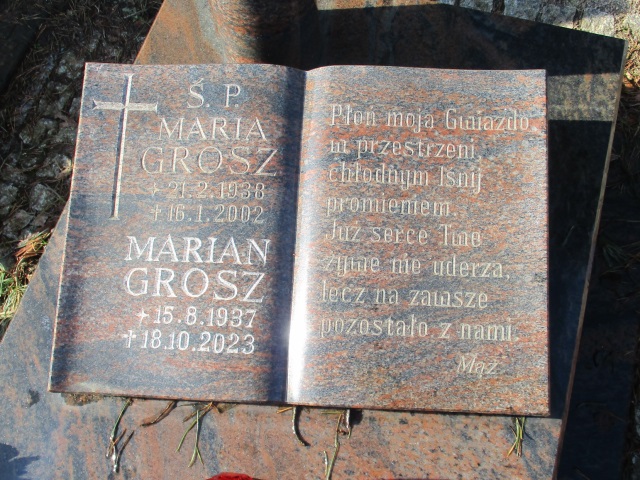 Ś. P
MARIA
GROSZ
* 21.2.1938
+ 16.1.2002
MARIAN
GROSZ
* 15.8.1937
+ 18.10.2023
Płoń moja Gwiazdo
w przestrzeni,
chłodnym lśnij
promieniem.
Już serce Twe
żywe nie uderza,
lecz na zawsze
pozostało z nami.
Mąż